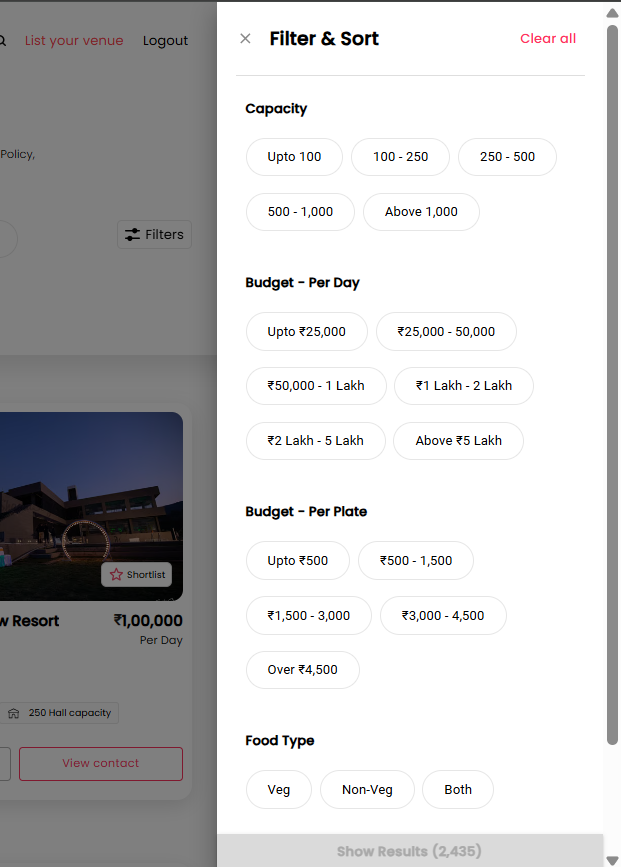 List your venue Logout
Policy,
Filters
Shortlist
w Resort ₹1,00,000
Per Day
250 Hall capacity
View contact
Filter & Sort Clear all
Capacity
Upto 100 100 - 250 250 - 500
500 - 1,000 Above 1,000
Budget - Per Day
Upto ₹25,000 ₹25,000 - 50,000
₹50,000 - 1 Lakh ₹1 Lakh - 2 Lakh
₹2 Lakh - 5 Lakh Above ₹5 Lakh
Budget - Per Plate
Upto ₹500 ₹500 - 1,500
₹1,500 - 3,000 ₹3,000 - 4,500
Over ₹4,500
Food Type
Veg Non-Veg Both
Show Results (2,435)